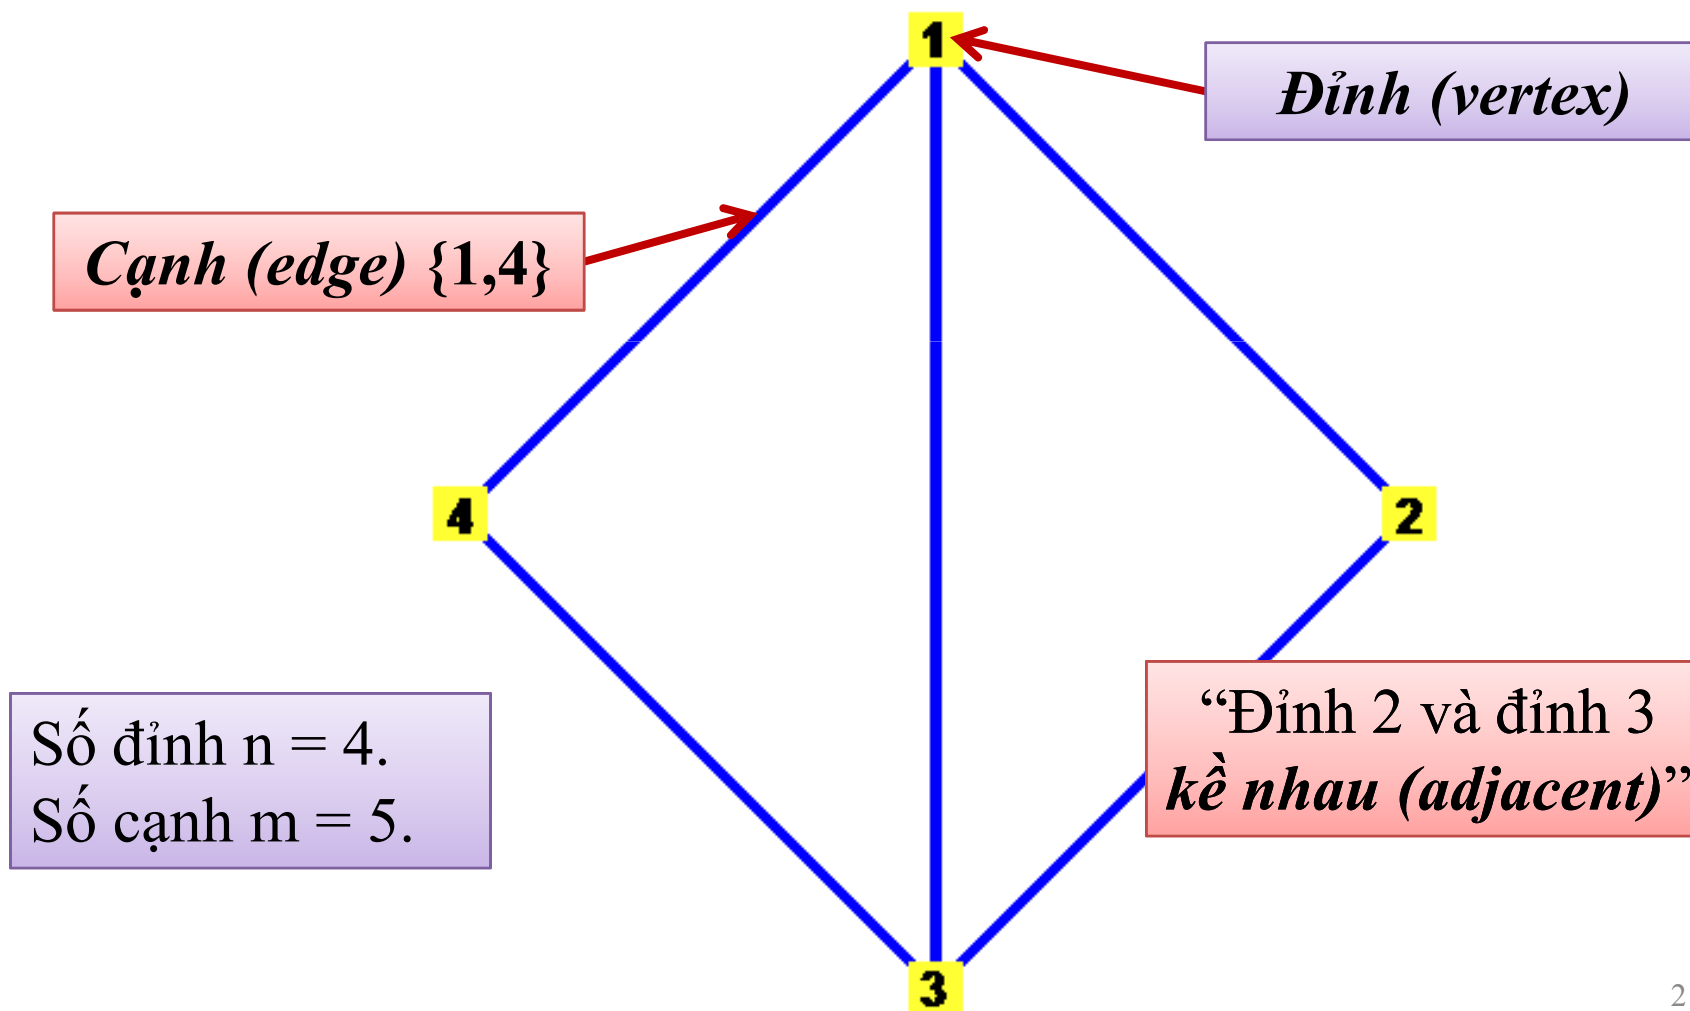 1
Đỉnh (vertex)
Cạnh (edge) {1,4}
4
2
Số đỉnh n = 4.
Số cạnh m = 5.
“Đỉnh 2 và đỉnh 3
kề nhau (adjacent)”
3
2